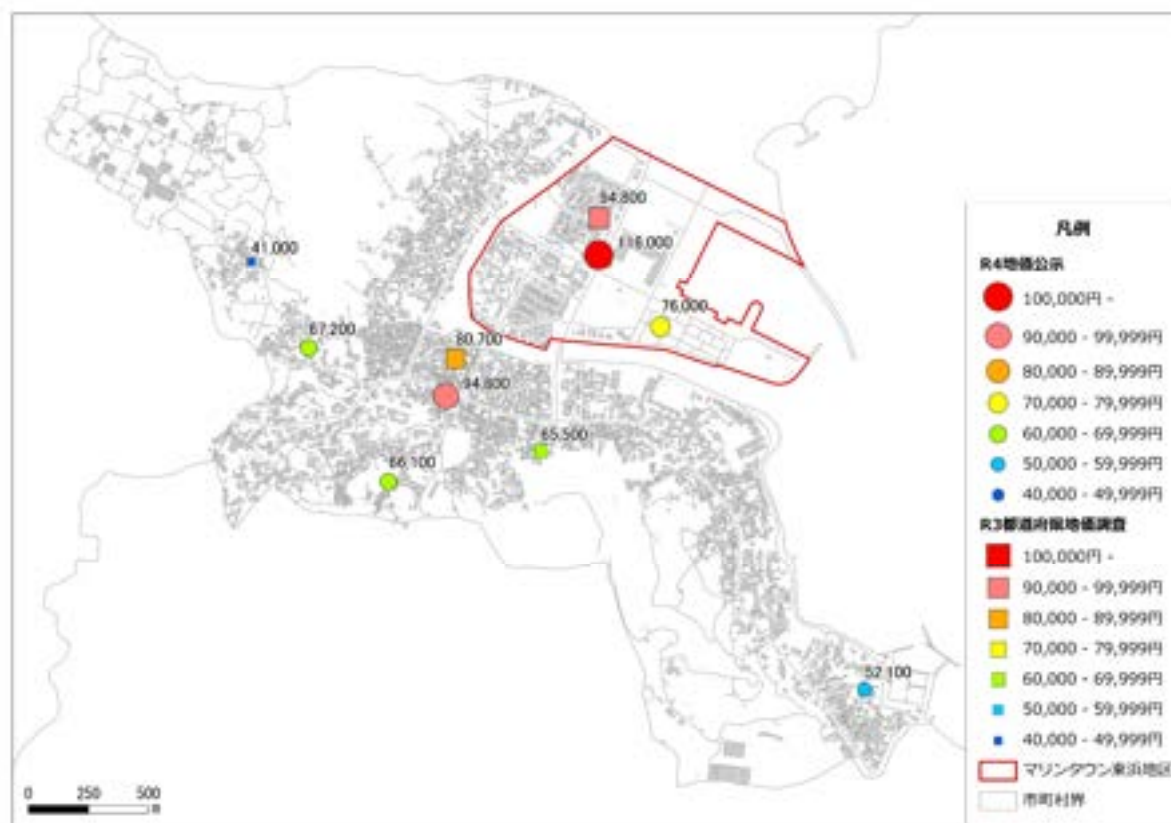 94,800
116,000
41,000
76,000
67,200
80,700
94,800
65,500
66,100
52,100
0 250 500 m
凡例
R4地価公示
100,000円 -
90,000 - 99,999円
80,000 - 89,999円
70,000 - 79,999円
60,000 - 69,999円
50,000 - 59,999円
40,000 - 49,999円
R3都道府県地価調査
100,000円 -
90,000 - 99,999円
80,000 - 89,999円
70,000 - 79,999円
60,000 - 69,999円
50,000 - 59,999円
40,000 - 49,999円
マリンタウン東浜地区
市町村界